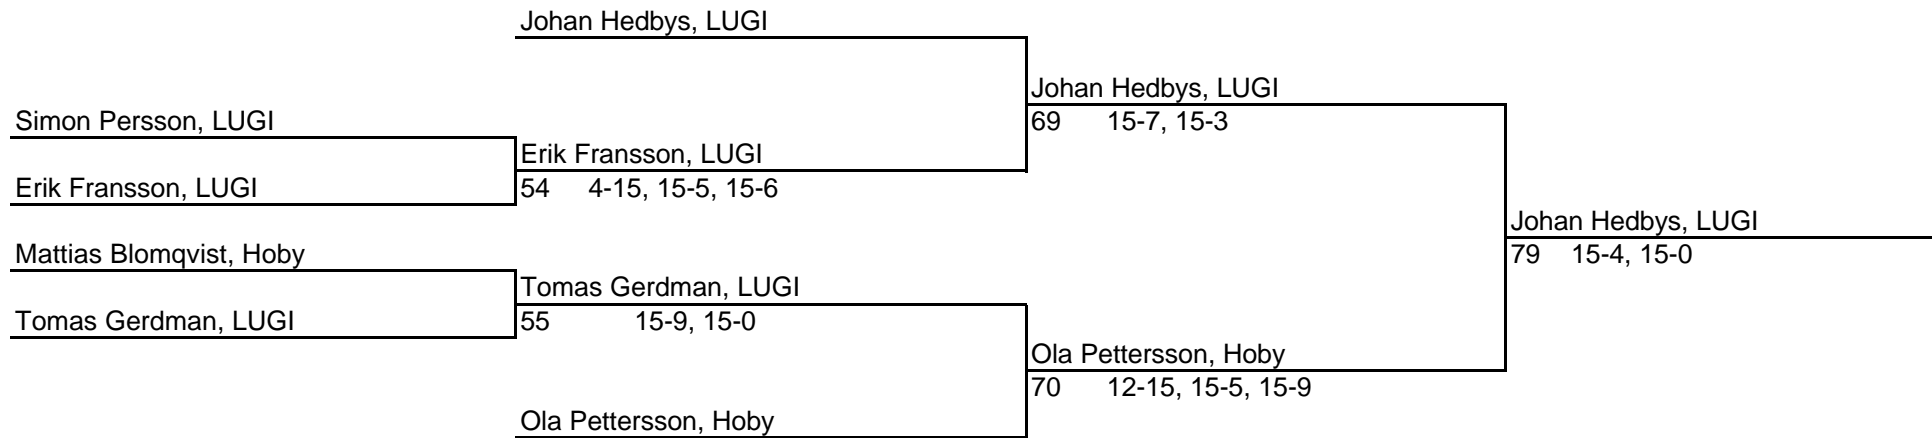 Johan Hedbys, LUGI
Johan Hedbys, LUGI
Simon Persson, LUGI
69 15-7, 15-3
Erik Fransson, LUGI
Erik Fransson, LUGI
54 4-15, 15-5, 15-6
Johan Hedbys, LUGI
Mattias Blomqvist, Hoby
79 15-4, 15-0
Tomas Gerdman, LUGI
Tomas Gerdman, LUGI
55 15-9, 15-0
Ola Pettersson, Hoby
70 12-15, 15-5, 15-9
Ola Pettersson, Hoby